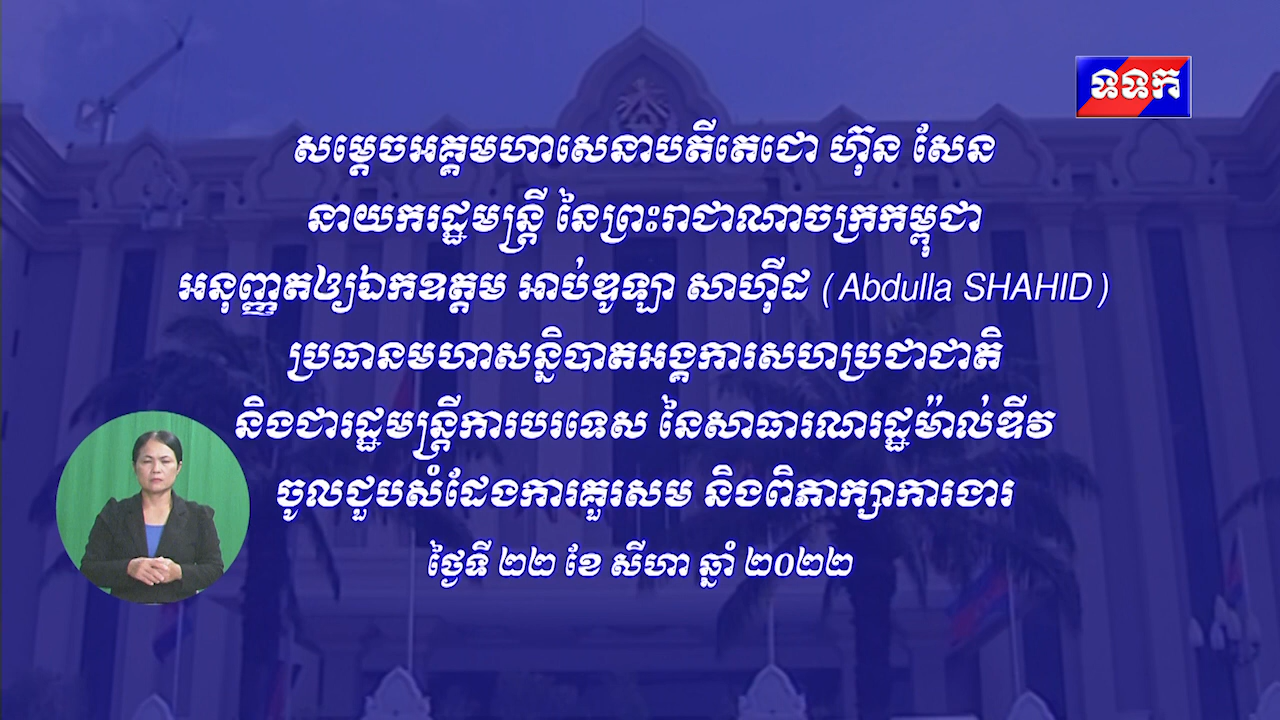 ទទក
សម្តេចអគ្គមហាសេនាបតីតេជោ ហ៊ុន សែន
នាយករដ្ឋមន្ត្រី នៃព្រះរាជាណាចក្រកម្ពុជា
អនុញ្ញាតឲ្យឯកឧត្តម អាប់ឌូឡា សាហ៊ីដ (Abdulla SHAHID)
ប្រធានមហាសន្និបាតអង្គការសហប្រជាជាតិ
និងជារដ្ឋមន្ត្រីការបរទេស នៃសាធារណរដ្ឋម៉ាល់ឌីវ
ចូលជួបសំដែងការគួរសម និងពិភាក្សាការងារ
ថ្ងៃទី ២២ ខែ សីហា ឆ្នាំ ២០២២